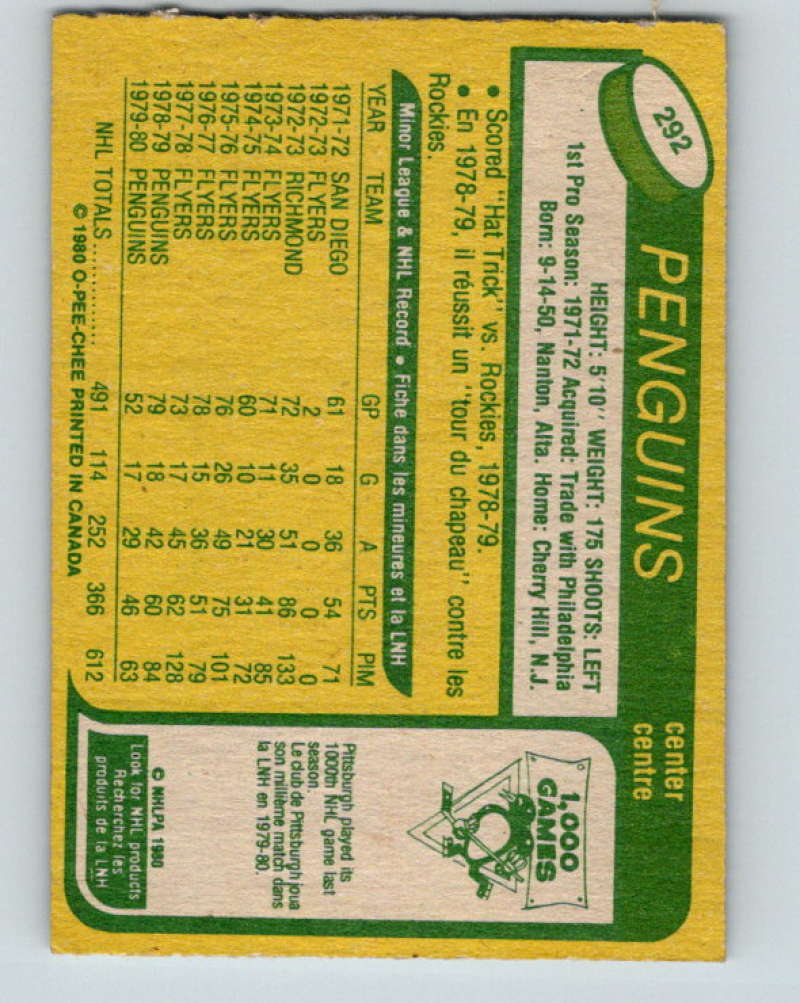 292
PENGUINS
center
centre
HEIGHT: 5'10" WEIGHT: 175 SHOOTS: LEFT
1st Pro Season: 1971-72 Acquired: Trade with Philadelphia
Born: 9-14-50, Nanton, Alta. Home: Cherry Hill, N.J.
• Scored "Hat Trick" vs. Rockies, 1978-79.
• En 1978-79, il réussit un "tour du chapeau" contre les
Rockies.
Minor League & NHL Record • Fiche dans les mineures et la LNH
YEAR TEAM GP G A PTS PIM
1971-72 SAN DIEGO 61 18 36 54 71
1972-73 FLYERS 2 0 0 0 0
1972-73 RICHMOND 72 35 51 86 133
1973-74 FLYERS 71 11 30 41 85
1974-75 FLYERS 60 10 21 31 72
1975-76 FLYERS 76 26 49 75 101
1976-77 FLYERS 78 15 36 51 79
1977-78 FLYERS 73 17 45 62 128
1978-79 PENGUINS 79 18 42 60 84
1979-80 PENGUINS 52 17 29 46 63
NHL TOTALS .............. 491 114 252 366 612
© 1980 O-PEE-CHEE PRINTED IN CANADA
1,000
GAMES
Pittsburgh played its
1000th NHL game last
season.
Le club de Pittsburgh joua
son millième match dans
la LNH en 1979-80.
© NHLPA 1980
Look for NHL products
Recherchez les
produits de la LNH